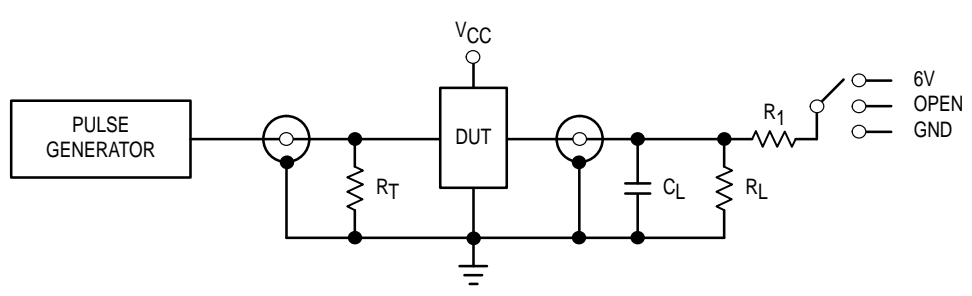 VCC
6V
OPEN
GND
R1
PULSE
GENERATOR
DUT
RT
CL
RL